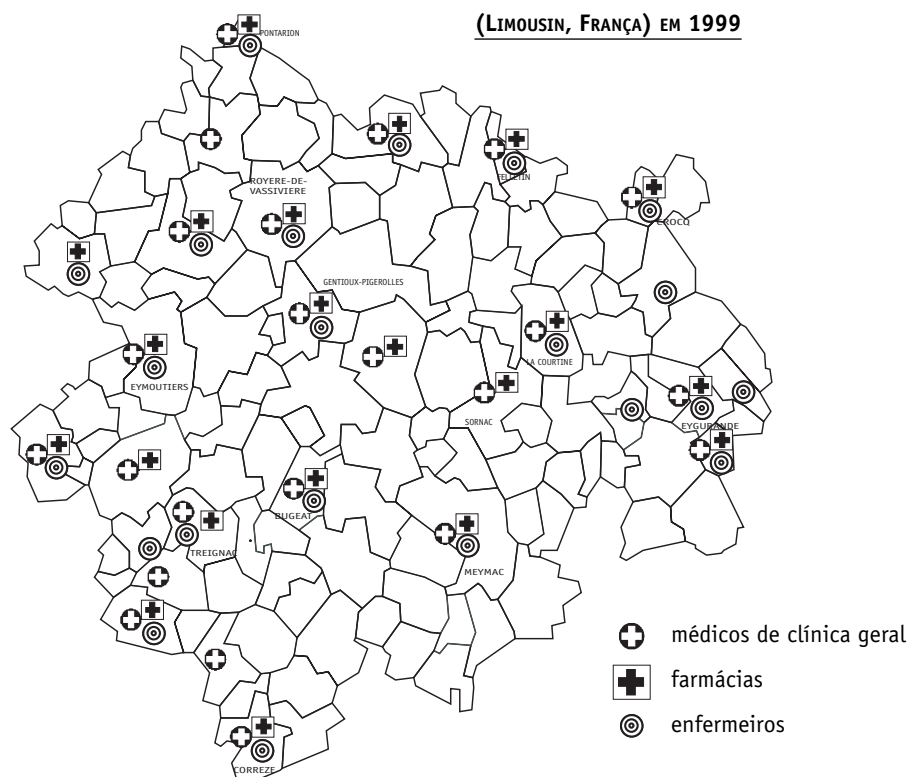 (LIMOUSIN, FRANÇA) EM 1999
PONTARION
ROYERE-DE-
VASSIVIERE
FELLETIN
CROCQ
GENTIOUX-PIGEROLLES
LA COURTINE
EYMOUTIERS
SORNAC
EYGURANDE
BUGEAT
TREIGNAC
MEYMAC
CORREZE
médicos de clínica geral
farmácias
enfermeiros